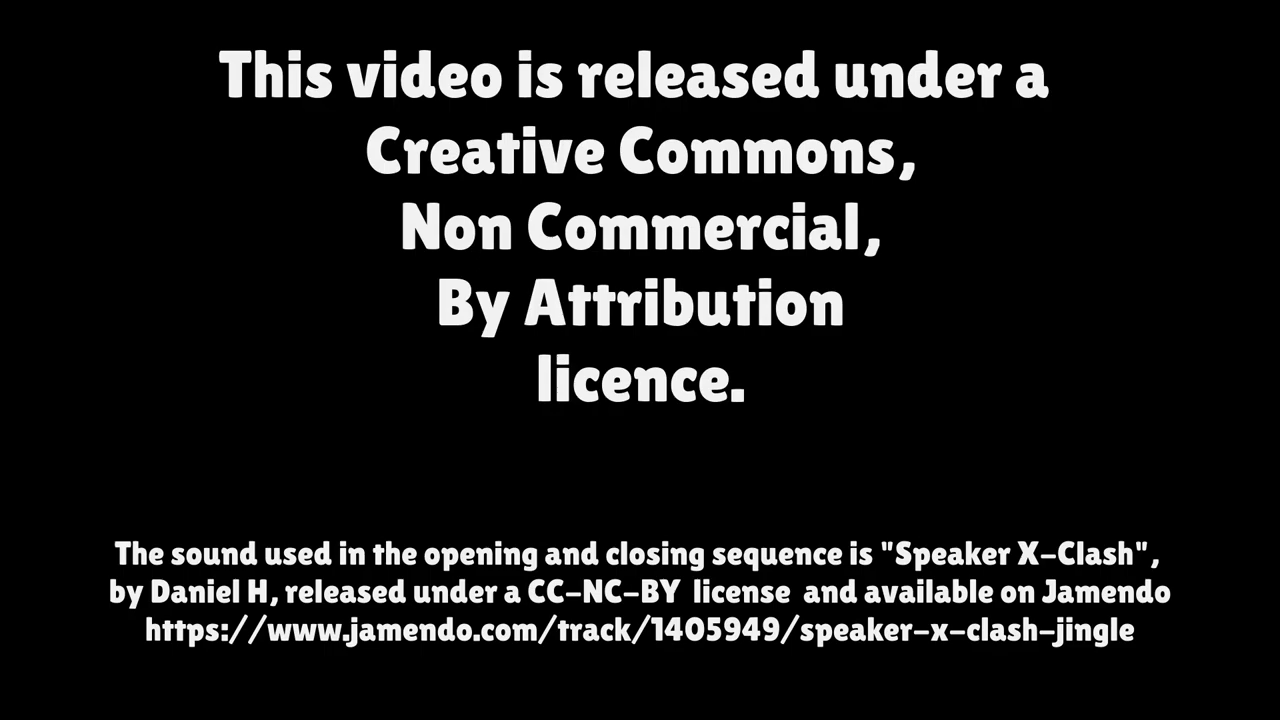 This video is released under a
Creative Commons,
Non Commercial,
By Attribution
licence.
The sound used in the opening and closing sequence is "Speaker X-Clash",
by Daniel H, released under a CC-NC-BY license and available on Jamendo
https://www.jamendo.com/track/1405949/speaker-x-clash-jingle